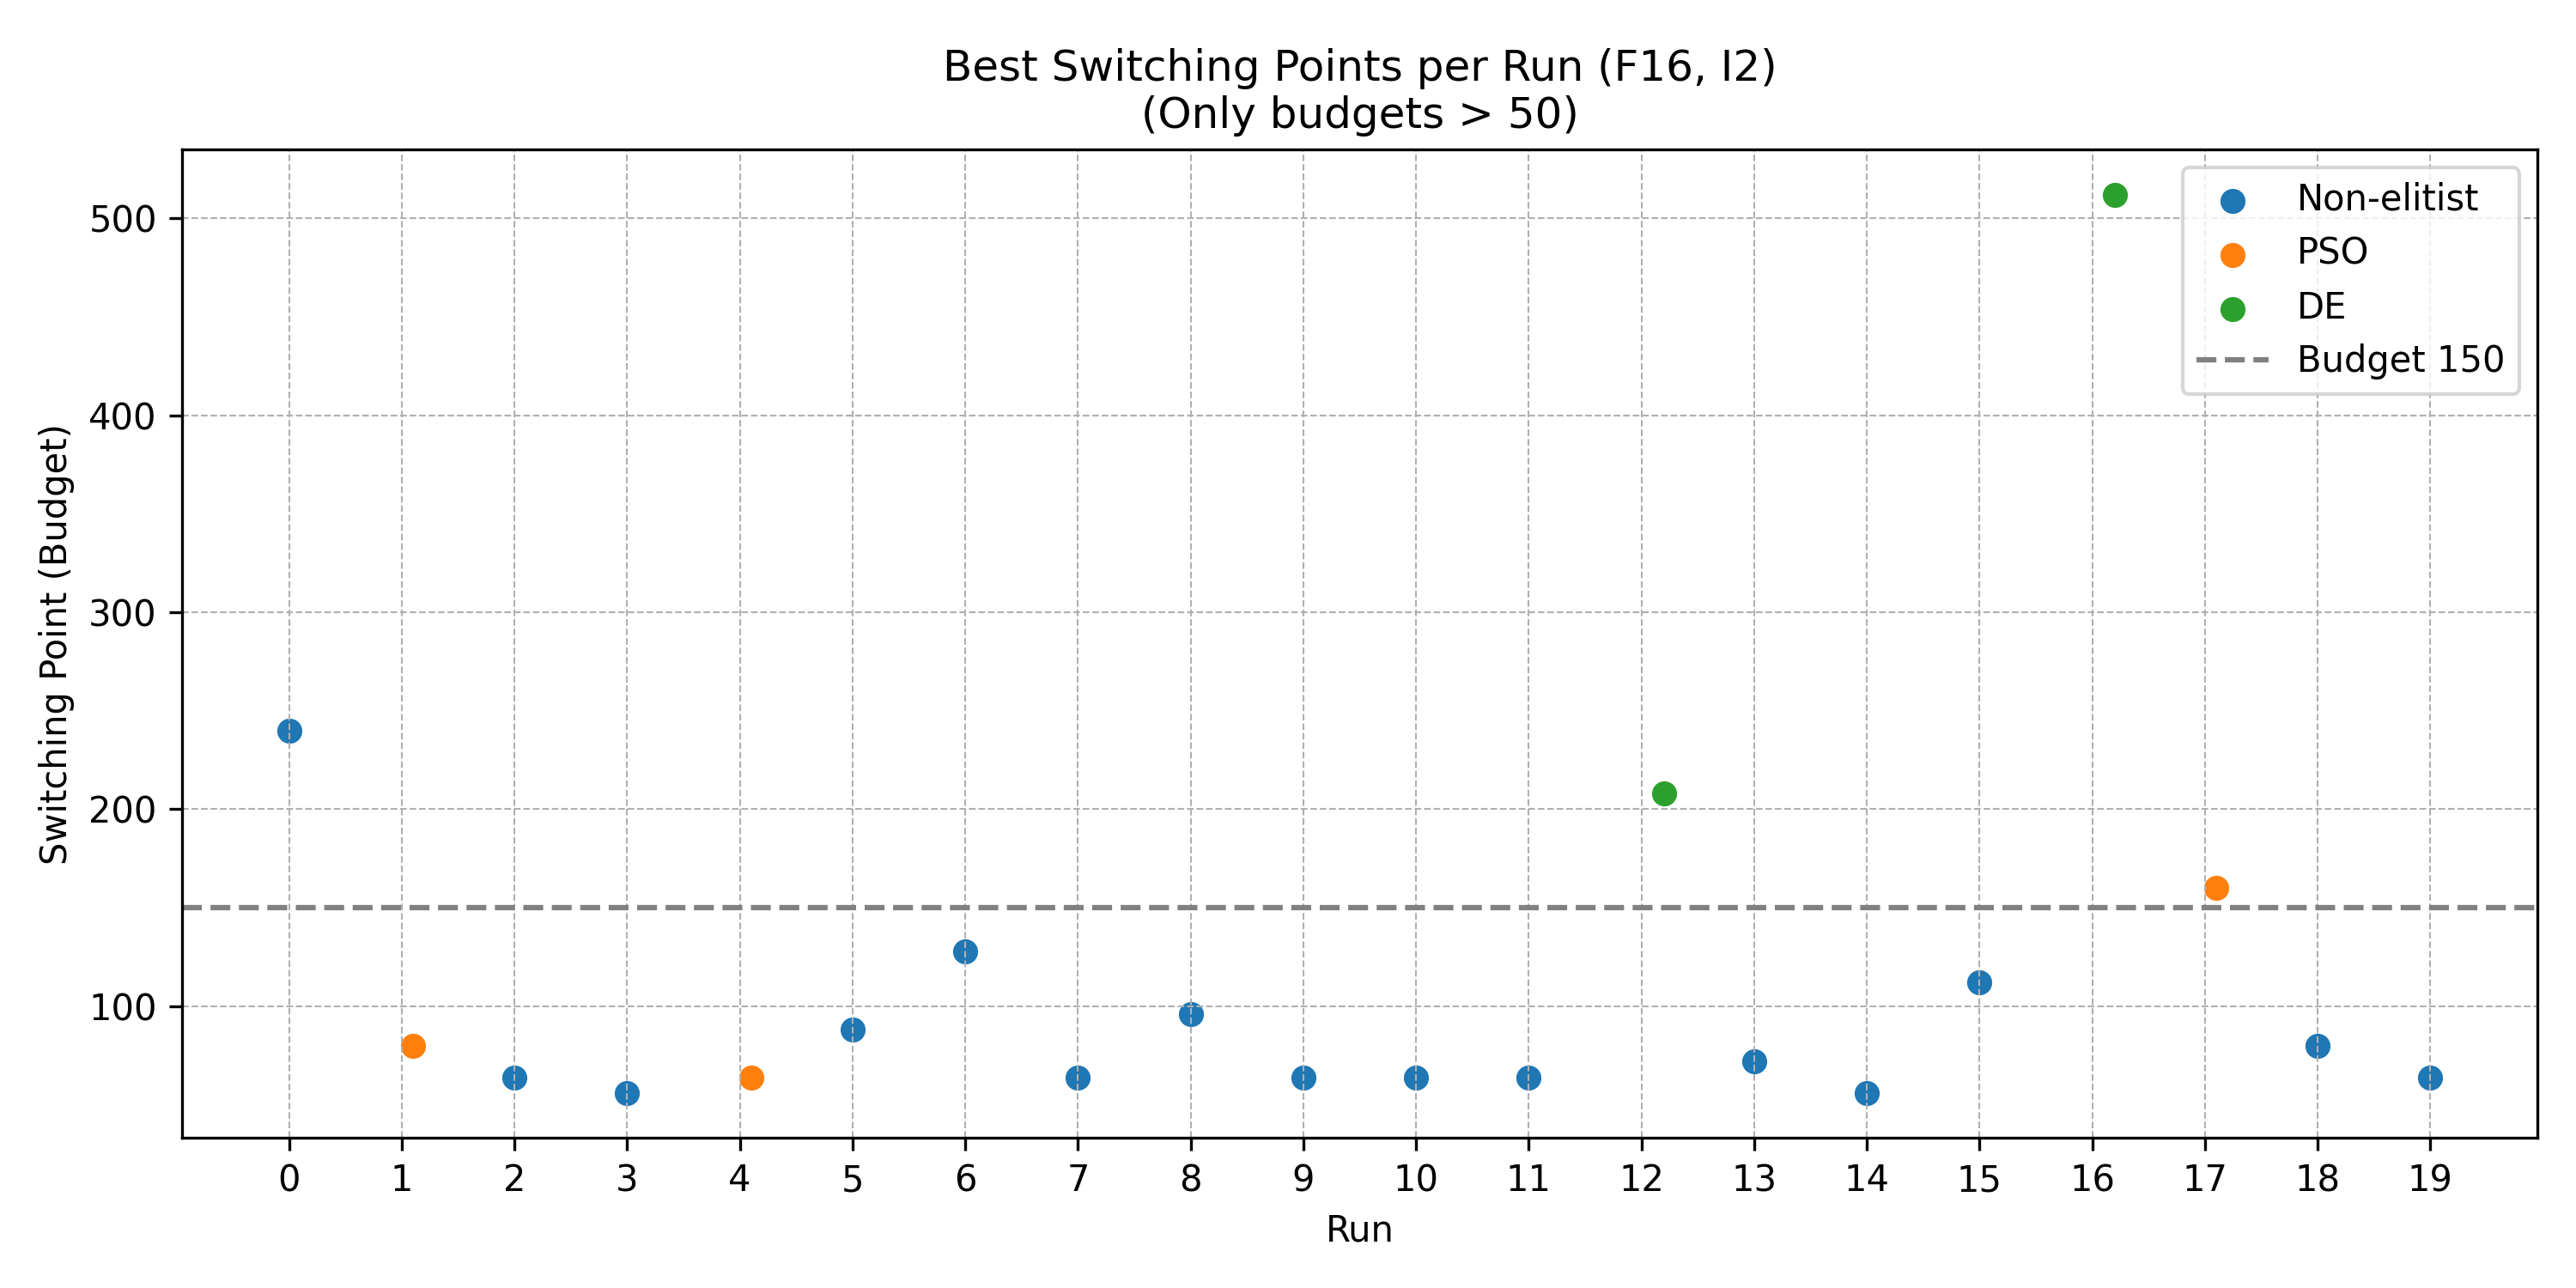 Best Switching Points per Run (F16, I2)
(Only budgets > 50)
Non-elitist
PSO
DE
Budget 150
Switching Point (Budget)
500
400
300
200
100
0 1 2 3 4 5 6 7 8 9 10 11 12 13 14 15 16 17 18 19
Run